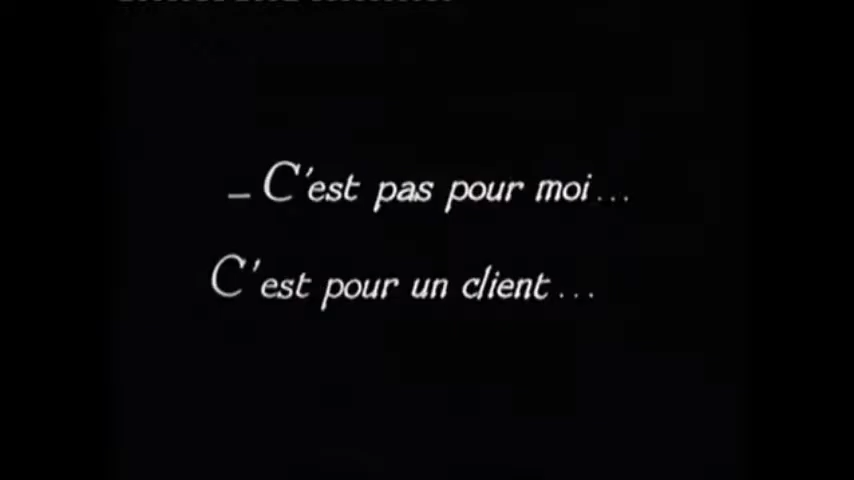 – C'est pas pour moi...
C'est pour un client...